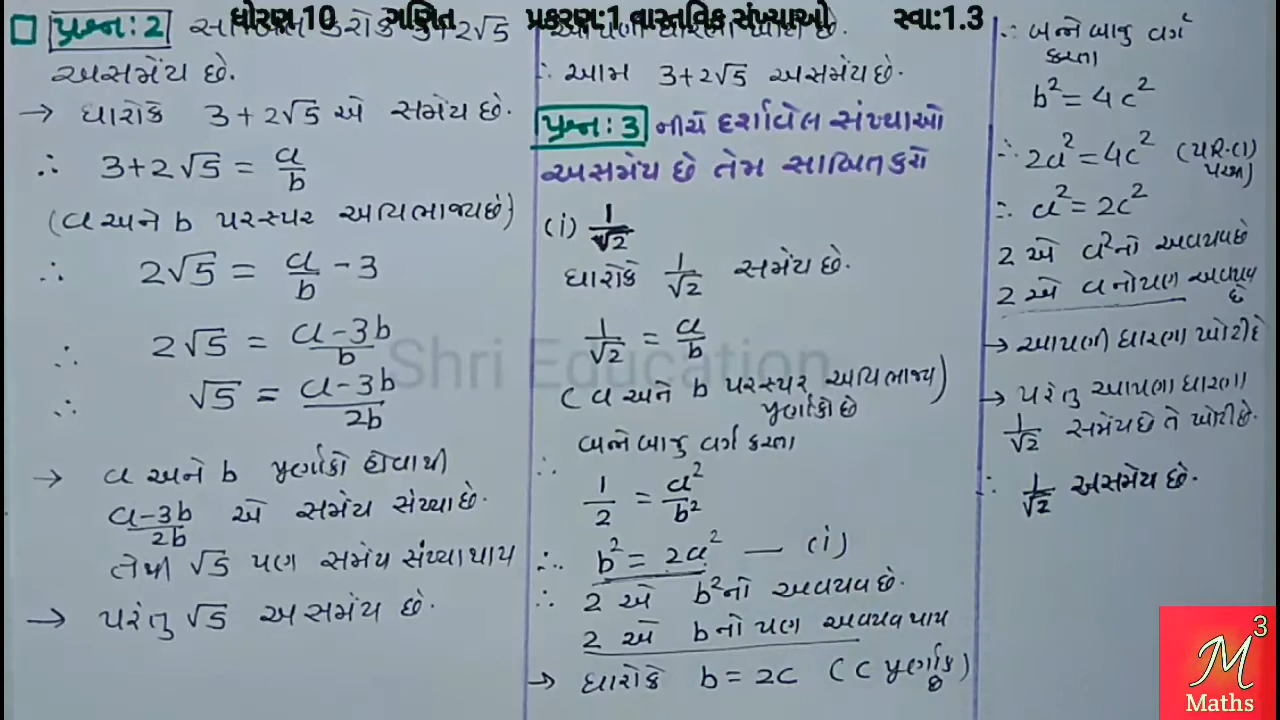 ધોરણ 10 ગણિત પ્રકરણ:1 વાસ્તવિક સંખ્યાઓ સ્વા:1.3
પ્રશ્ન: 2 સાબિત કરો કે 3+2√5
અસમેય છે.
→ ધારોકે 3+2√5 એ સમેય છે.
∴ 3+2√5 = a/b
(a અને b પરસ્પર અવિભાજ્ય છે)
∴ 2√5 = a/b - 3
∴ 2√5 = a-3b/b
∴ √5 = a-3b/2b
→ a અને b પૂર્ણાંકો હોવાથી
a-3b/2b એ સમેય સંખ્યા છે.
તેથી √5 પણ સમેય સંખ્યા થાય
→ પરંતુ √5 અસમેય છે.
આપણી ધારણા ખોટી છે.
∴ આમ 3+2√5 અસમેય છે.
પ્રશ્ન: 3 નીચે દર્શાવેલ સંખ્યાઓ
અસમેય છે તેમ સાબિત કરો
(i) 1/√2
ધારોકે 1/√2 સમેય છે.
1/√2 = a/b
(a અને b પરસ્પર અવિભાજ્ય
પૂર્ણાંકો છે)
બન્ને બાજુ વર્ગ કરતા
∴ 1/2 = a²/b²
∴ b² = 2a² — (i)
∴ 2 એ b²નો અવયવ છે.
2 એ bનો પણ અવયવ થાય
→ ધારોકે b = 2c (c પૂર્ણાંક છે)
∴ બન્ને બાજુ વર્ગ
કરતા
b² = 4c²
∴ 2a² = 4c² (પરિ.(i) પરથી)
∴ a² = 2c²
2 એ a²નો અવયવ છે
2 એ a નો પણ અવયવ છે
→ આપણી ધારણા ખોટી છે
→ પરંતુ આપણા ધારણા
1/√2 સમેય છે તે ખોટી છે.
∴ 1/√2 અસમેય છે.
Shri Education
M³
Maths